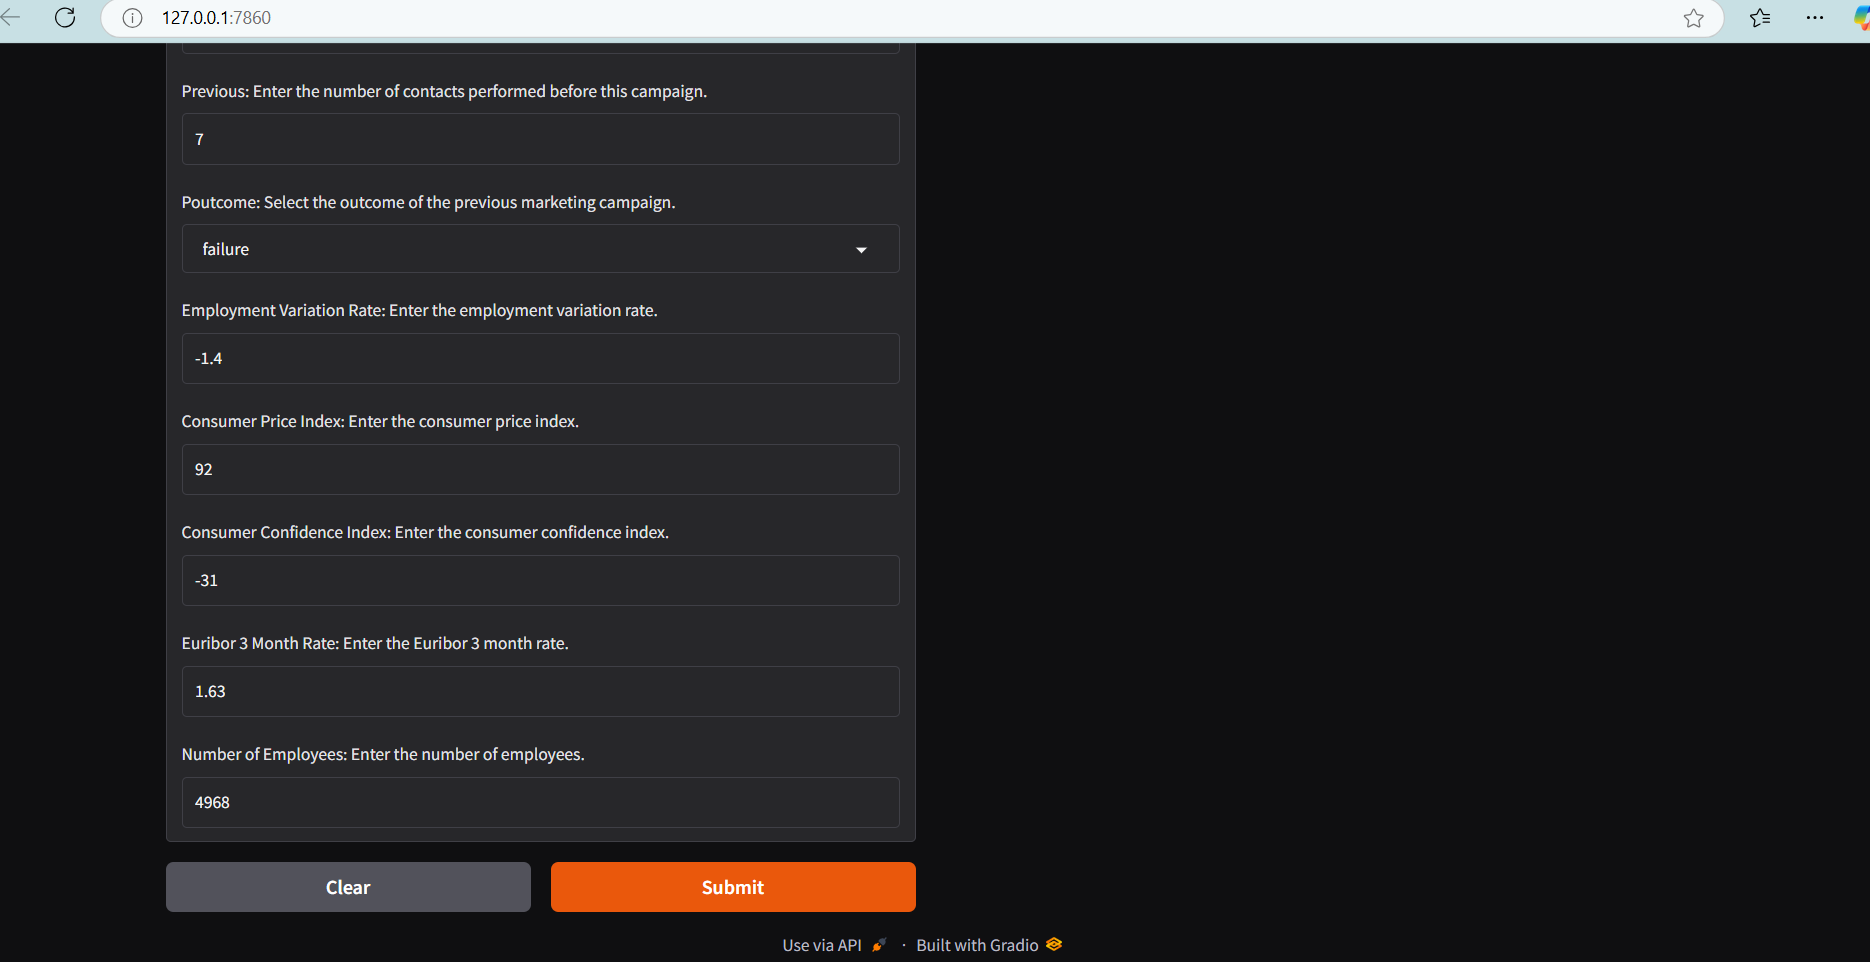 127.0.0.1:7860
Previous: Enter the number of contacts performed before this campaign.
7
Poutcome: Select the outcome of the previous marketing campaign.
failure
Employment Variation Rate: Enter the employment variation rate.
-1.4
Consumer Price Index: Enter the consumer price index.
92
Consumer Confidence Index: Enter the consumer confidence index.
-31
Euribor 3 Month Rate: Enter the Euribor 3 month rate.
1.63
Number of Employees: Enter the number of employees.
4968
Clear Submit
Use via API · Built with Gradio